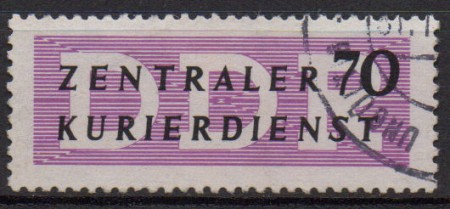 DDR
ZENTRALER 70
KURIERDIENST